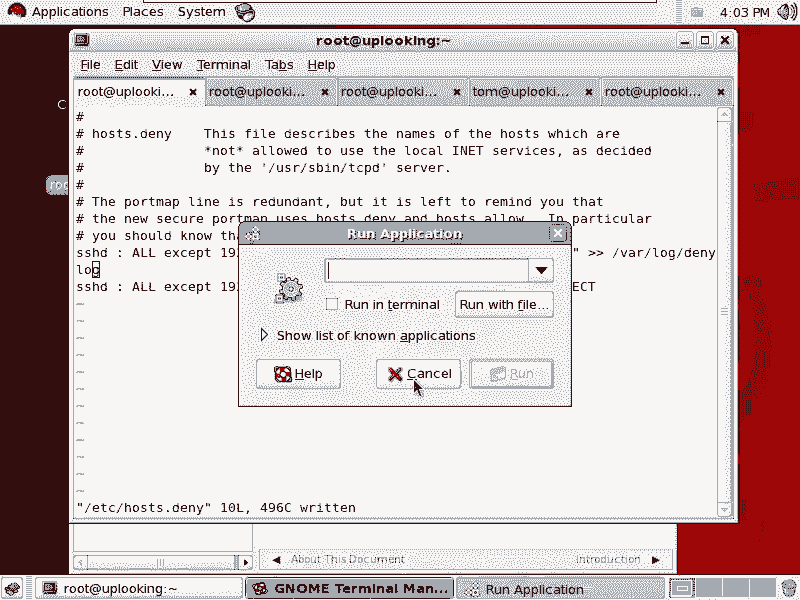 Applications Places System 4:03 PM
root@uplooking:~
File Edit View Terminal Tabs Help
root@uplooki... root@uplooki... root@uplooki... tom@uplooki... root@uplooki...
#
# hosts.deny This file describes the names of the hosts which are
# *not* allowed to use the local INET services, as decided
# by the '/usr/sbin/tcpd' server.
#
# The portmap line is redundant, but it is left to remind you that
# the new secure portmap uses hosts.deny and hosts.allow. In particular
# you should know
sshd : ALL except 19 " >> /var/log/deny
log
sshd : ALL except 19 ECT
~
~
~
~
~
~
~
~
~
~
~
~
"/etc/hosts.deny" 10L, 496C written
Run Application
Run in terminal Run with file...
Show list of known applications
Help Cancel Run
About This Document Introduction
root@uplooking:~ GNOME Terminal Man... Run Application